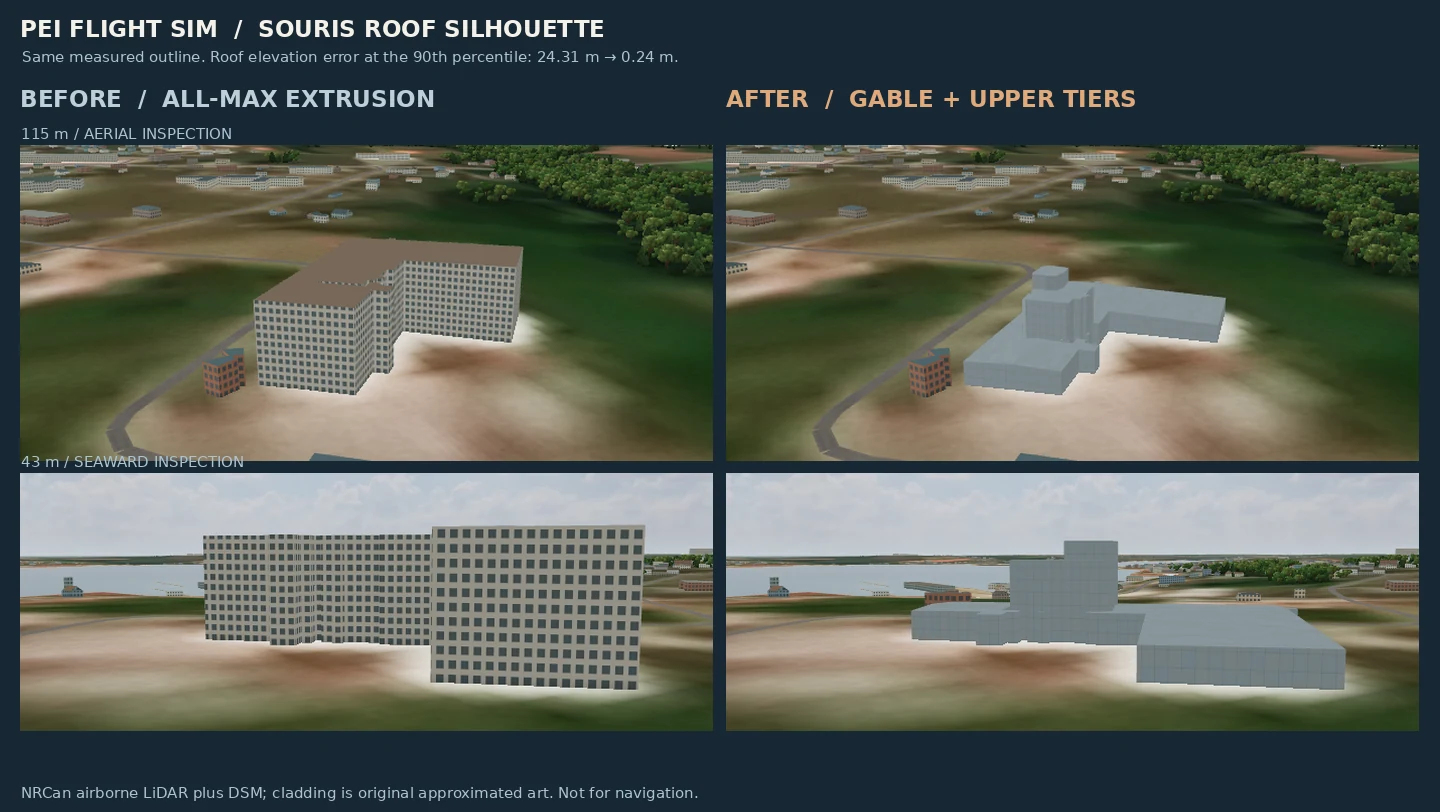 PEI FLIGHT SIM / SOURIS ROOF SILHOUETTE
Same measured outline. Roof elevation error at the 90th percentile: 24.31 m → 0.24 m.
BEFORE / ALL-MAX EXTRUSION
AFTER / GABLE + UPPER TIERS
115 m / AERIAL INSPECTION
43 m / SEAWARD INSPECTION
NRCan airborne LiDAR plus DSM; cladding is original approximated art. Not for navigation.